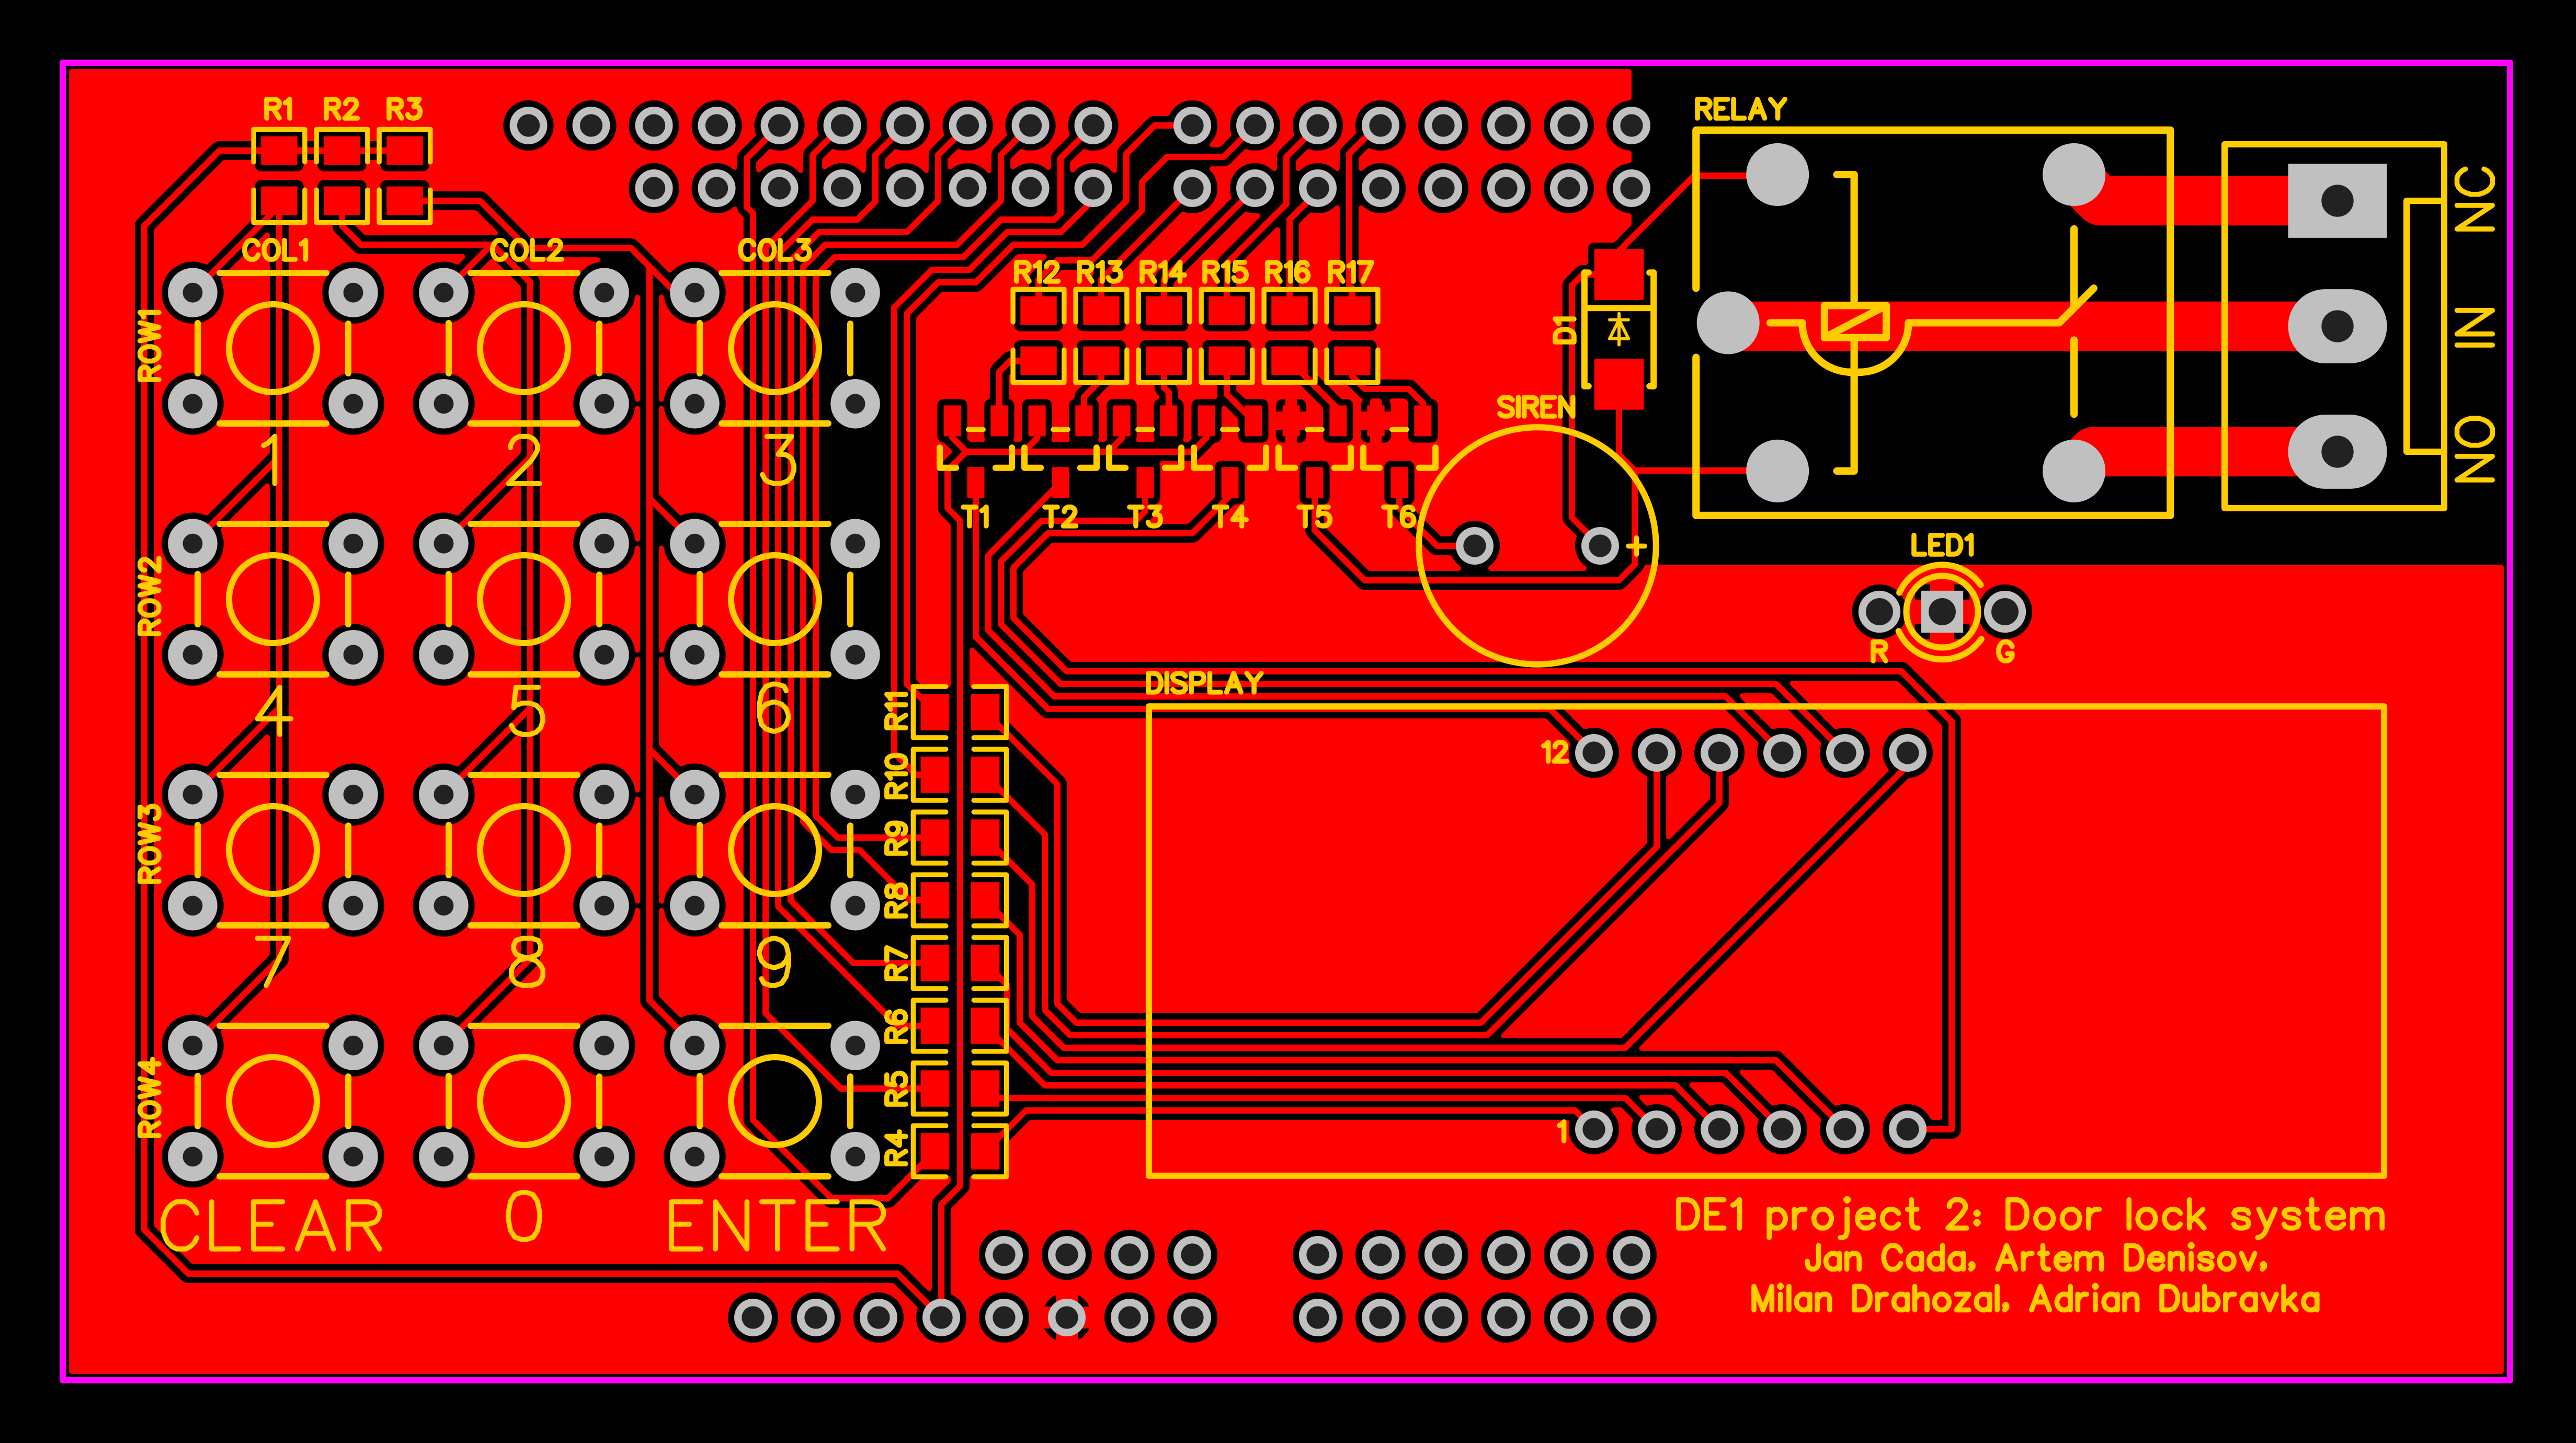 R1 R2 R3
RELAY
COL1 COL2 COL3
R12 R13 R14 R15 R16 R17
NC
IN
NO
D1
SIREN
+
ROW1
1 2 3
T1 T2 T3 T4 T5 T6
LED1
R G
ROW2
4 5 6
DISPLAY
12
R11
R10
R9
R8
R7
R6
R5
R4
ROW3
7 8 9
ROW4
1
CLEAR 0 ENTER
DE1 project 2: Door lock system
Jan Cada, Artem Denisov,
Milan Drahozal, Adrian Dubravka